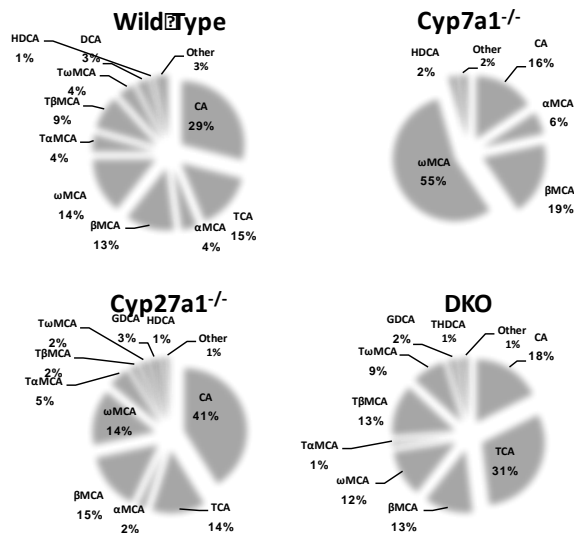 Wild Type
HDCA
1%
DCA
3%
Other
3%
TωMCA
4%
TβMCA
9%
TαMCA
4%
ωMCA
14%
βMCA
13%
αMCA
4%
TCA
15%
CA
29%
Cyp7a1-/-
HDCA
2%
Other
2%
CA
16%
αMCA
6%
βMCA
19%
ωMCA
55%
Cyp27a1-/-
GDCA
3%
HDCA
1%
Other
1%
TωMCA
2%
TβMCA
2%
TαMCA
5%
ωMCA
14%
βMCA
15%
αMCA
2%
TCA
14%
CA
41%
DKO
GDCA
2%
THDCA
1%
Other
1%
CA
18%
TωMCA
9%
TβMCA
13%
TαMCA
1%
ωMCA
12%
βMCA
13%
TCA
31%